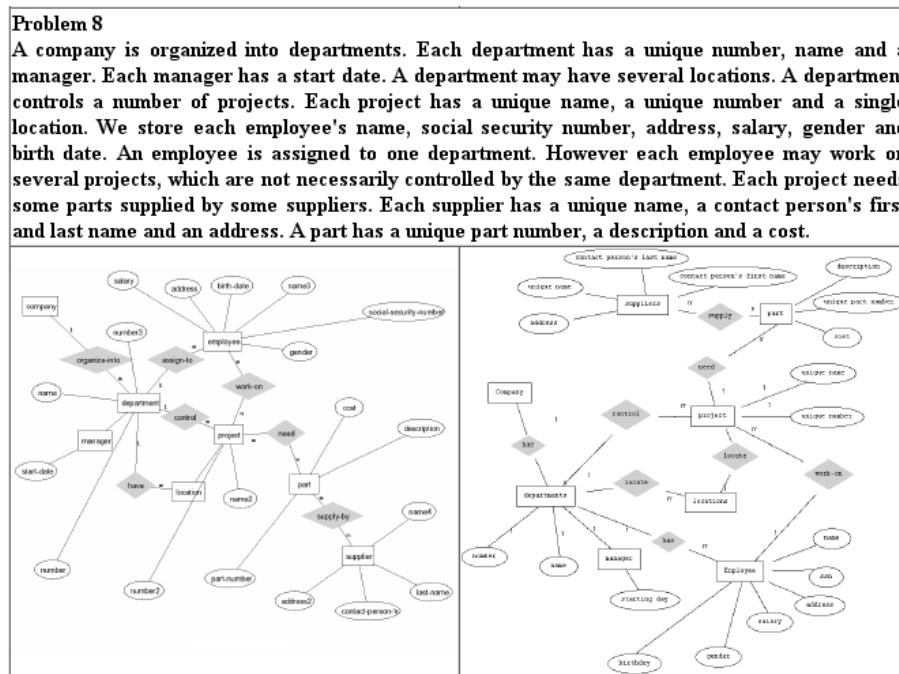 Problem 8
A company is organized into departments. Each department has a unique number, name and a
manager. Each manager has a start date. A department may have several locations. A departmen
controls a number of projects. Each project has a unique name, a unique number and a single
location. We store each employee's name, social security number, address, salary, gender and
birth date. An employee is assigned to one department. However each employee may work on
several projects, which are not necessarily controlled by the same department. Each project needs
some parts supplied by some suppliers. Each supplier has a unique name, a contact person's first
and last name and an address. A part has a unique part number, a description and a cost.
salary
address
birth-date
name3
company
social-security-number
number3
employee
organize-into
assign-to
gender
name
work-on
department
control
cost
manager
project
need
description
start-date
have
location
name2
part
supply-by
name4
number
supplier
number2
part-number
address2
last-name
contact-person-'s
contact person's last name
description
unique name
contact person's first name
suppliers
unique part number
address
supply
part
cost
need
unique name
Company
control
project
unique number
has
locate
work-on
departments
locate
locations
has
name
number
name
manager
Employee
ssn
starting day
address
salary
birthday
gender